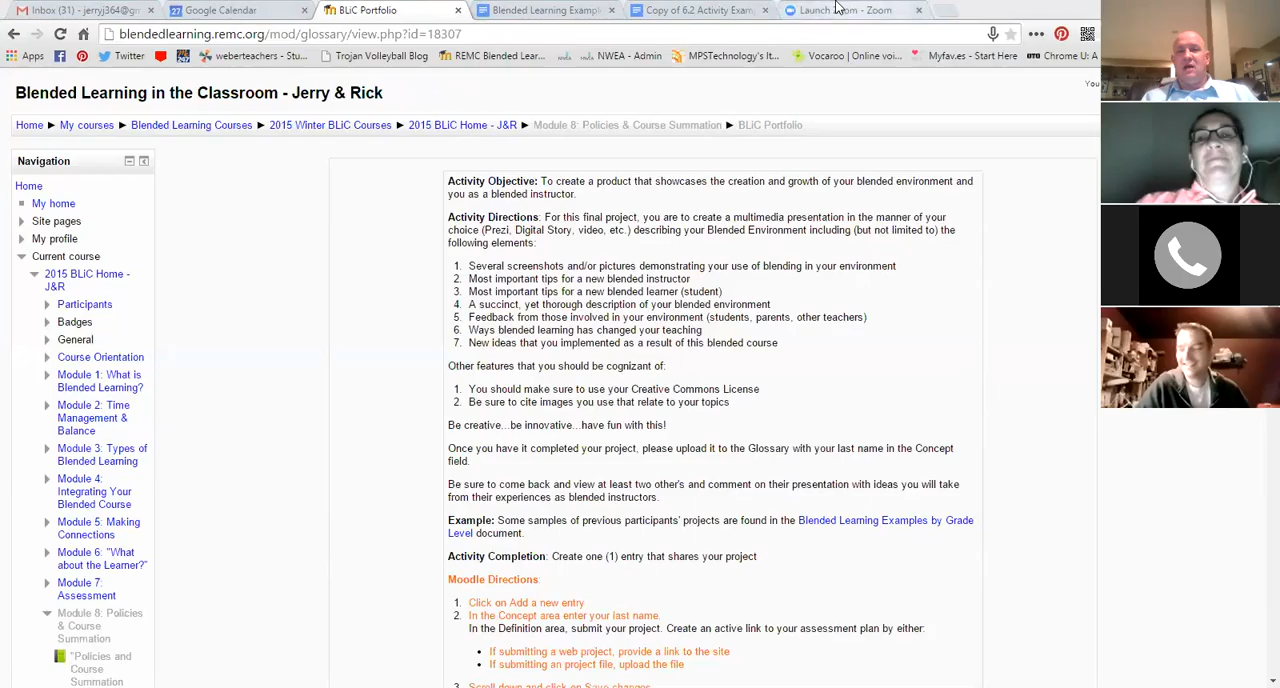 Inbox (31) - jerryj364@gm
Google Calendar
BLiC Portfolio
Blended Learning Example
Copy of 6.2 Activity Exam
Launch Zoom - Zoom
blendedlearning.remc.org/mod/glossary/view.php?id=18307
Apps
Twitter
weberteachers - Stu...
Trojan Volleyball Blog
REMC Blended Lear...
NWEA - Admin
MPSTechnology's It...
Vocaroo | Online voi...
Myfav.es - Start Here
Chrome U: A
Blended Learning in the Classroom - Jerry & Rick
You
Home ► My courses ► Blended Learning Courses ► 2015 Winter BLiC Courses ► 2015 BLiC Home - J&R ► Module 8: Policies & Course Summation ► BLiC Portfolio
Navigation
Home
My home
Site pages
My profile
Current course
2015 BLiC Home -
J&R
Participants
Badges
General
Course Orientation
Module 1: What is
Blended Learning?
Module 2: Time
Management &
Balance
Module 3: Types of
Blended Learning
Module 4:
Integrating Your
Blended Course
Module 5: Making
Connections
Module 6: "What
about the Learner?"
Module 7:
Assessment
Module 8: Policies
& Course
Summation
"Policies and
Course
Summation
Activity Objective: To create a product that showcases the creation and growth of your blended environment and
you as a blended instructor.
Activity Directions: For this final project, you are to create a multimedia presentation in the manner of your
choice (Prezi, Digital Story, video, etc.) describing your Blended Environment including (but not limited to) the
following elements:
1. Several screenshots and/or pictures demonstrating your use of blending in your environment
2. Most important tips for a new blended instructor
3. Most important tips for a new blended learner (student)
4. A succinct, yet thorough description of your blended environment
5. Feedback from those involved in your environment (students, parents, other teachers)
6. Ways blended learning has changed your teaching
7. New ideas that you implemented as a result of this blended course
Other features that you should be cognizant of:
1. You should make sure to use your Creative Commons License
2. Be sure to cite images you use that relate to your topics
Be creative...be innovative...have fun with this!
Once you have it completed your project, please upload it to the Glossary with your last name in the Concept
field.
Be sure to come back and view at least two other's and comment on their presentation with ideas you will take
from their experiences as blended instructors.
Example: Some samples of previous participants' projects are found in the Blended Learning Examples by Grade
Level document.
Activity Completion: Create one (1) entry that shares your project
Moodle Directions:
1. Click on Add a new entry
2. In the Concept area enter your last name.
In the Definition area, submit your project. Create an active link to your assessment plan by either:
• If submitting a web project, provide a link to the site
• If submitting an project file, upload the file
3. Scroll down and click on Save changes.